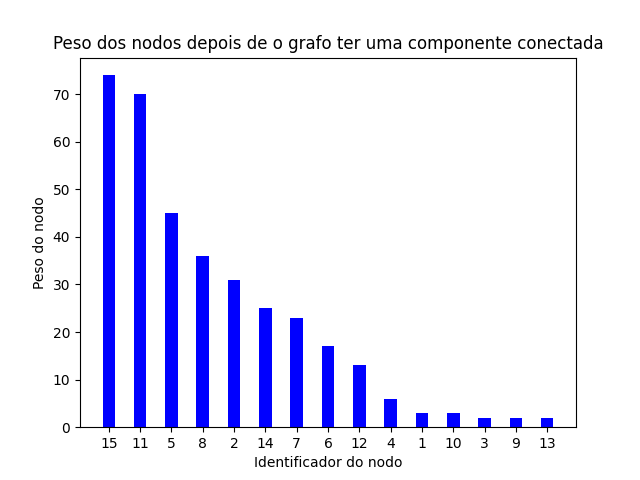 Peso dos nodos depois de o grafo ter uma componente conectada
70
60
50
40
30
20
10
0
Peso do nodo
15 11 5 8 2 14 7 6 12 4 1 10 3 9 13
Identificador do nodo